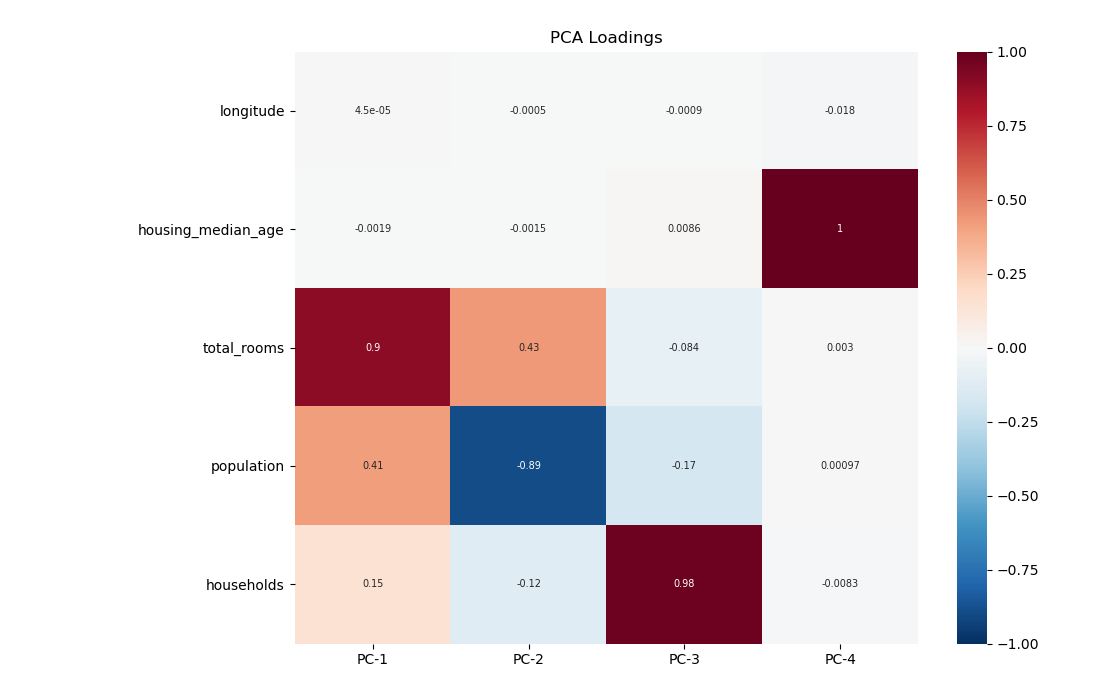 PCA Loadings
longitude 4.5e-05 -0.0005 -0.0009 -0.018
housing_median_age -0.0019 -0.0015 0.0086 1
total_rooms 0.9 0.43 -0.084 0.003
population 0.41 -0.89 -0.17 0.00097
households 0.15 -0.12 0.98 -0.0083
PC-1 PC-2 PC-3 PC-4
1.00
0.75
0.50
0.25
0.00
−0.25
−0.50
−0.75
−1.00